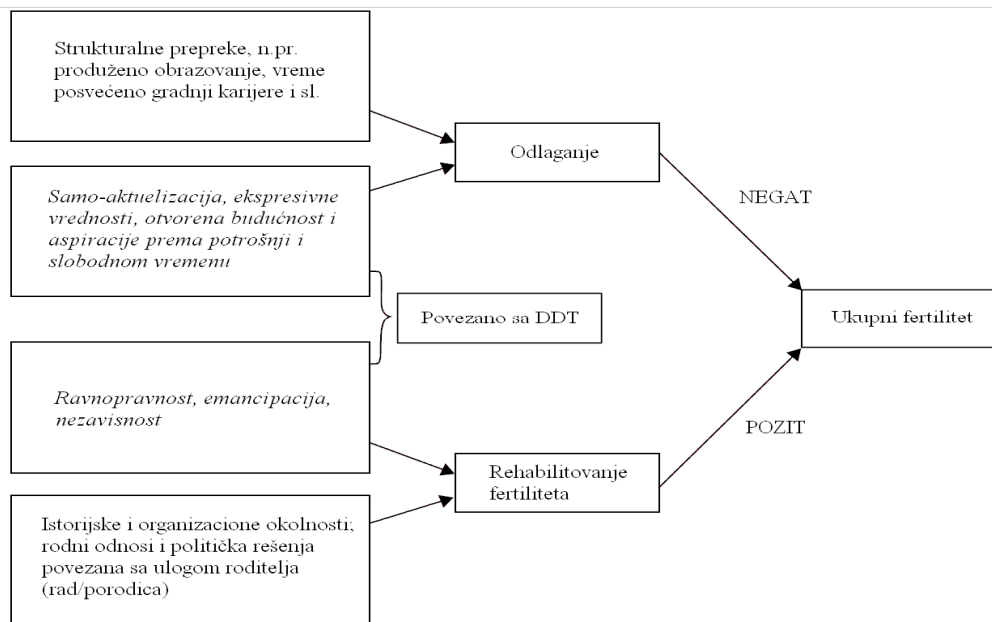 Strukturalne prepreke, n.pr.
produženo obrazovanje, vreme
posvećeno gradnji karijere i sl.
Odlaganje
Samo-aktuelizacija, ekspresivne
vrednosti, otvorena budućnost i
aspiracije prema potrošnji i
slobodnom vremenu
NEGAT
Povezano sa DDT
Ukupni fertilitet
Ravnopravnost, emancipacija,
nezavisnost
POZIT
Rehabilitovanje
fertiliteta
Istorijske i organizacione okolnosti;
rodni odnosi i politička rešenja
povezana sa ulogom roditelja
(rad/porodica)